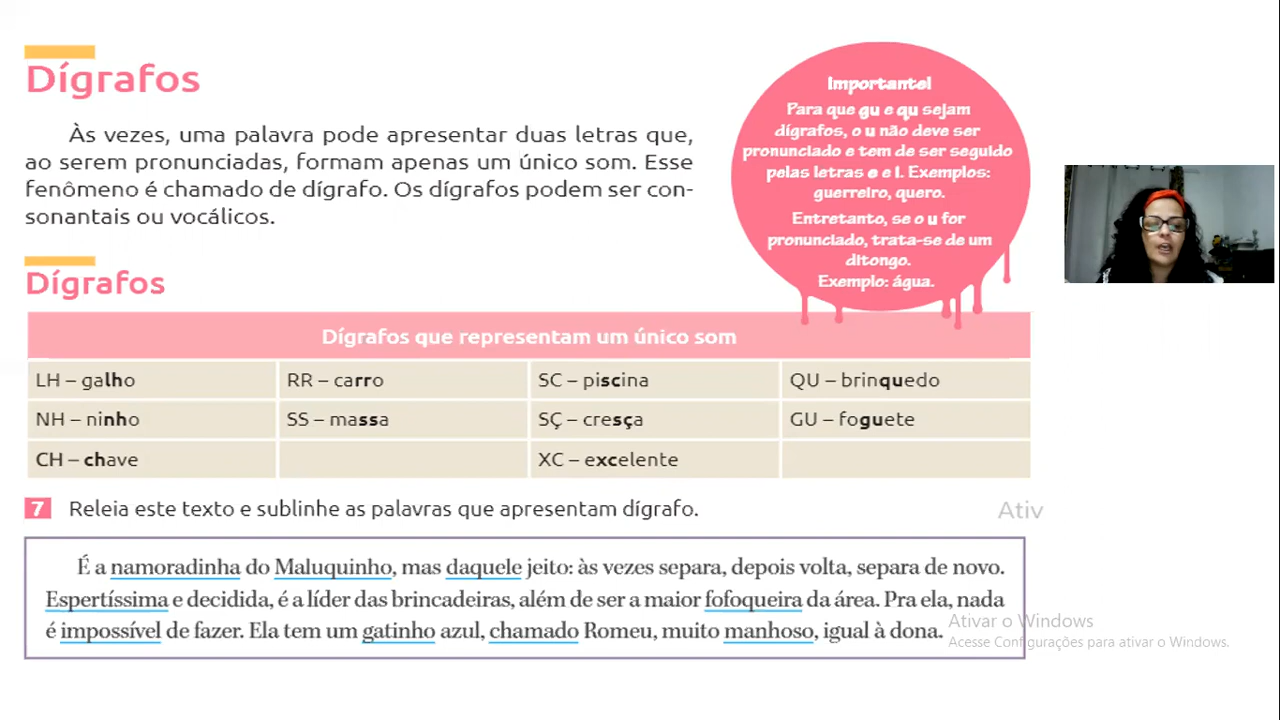 Dígrafos
Às vezes, uma palavra pode apresentar duas letras que,
ao serem pronunciadas, formam apenas um único som. Esse
fenômeno é chamado de dígrafo. Os dígrafos podem ser con-
sonantais ou vocálicos.
Importante!
Para que gu e qu sejam
dígrafos, o u não deve ser
pronunciado e tem de ser seguido
pelas letras e e i. Exemplos:
guerreiro, quero.
Entretanto, se o u for
pronunciado, trata-se de um
ditongo.
Exemplo: água.
Dígrafos
Dígrafos que representam um único som
LH – galho
RR – carro
SC – piscina
QU – brinquedo
NH – ninho
SS – massa
SÇ – cresça
GU – foguete
CH – chave
XC – excelente
7 Releia este texto e sublinhe as palavras que apresentam dígrafo.
Ativ
É a namoradinha do Maluquinho, mas daquele jeito: às vezes separa, depois volta, separa de novo.
Espertíssima e decidida, é a líder das brincadeiras, além de ser a maior fofoqueira da área. Pra ela, nada
é impossível de fazer. Ela tem um gatinho azul, chamado Romeu, muito manhoso, igual à dona.
Ativar o Windows
Acesse Configurações para ativar o Windows.